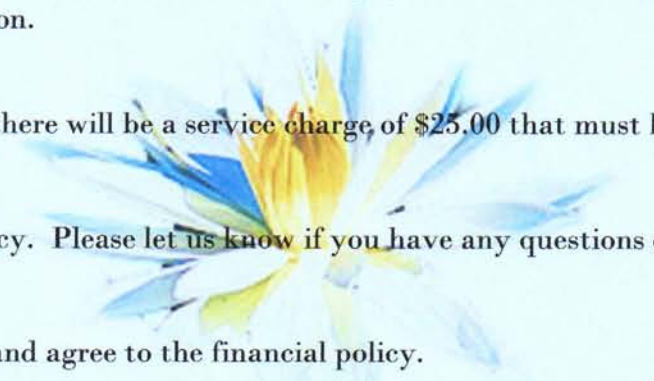 on.
here will be a service charge of $25.00 that must
cy. Please let us know if you have any questions
and agree to the financial policy.